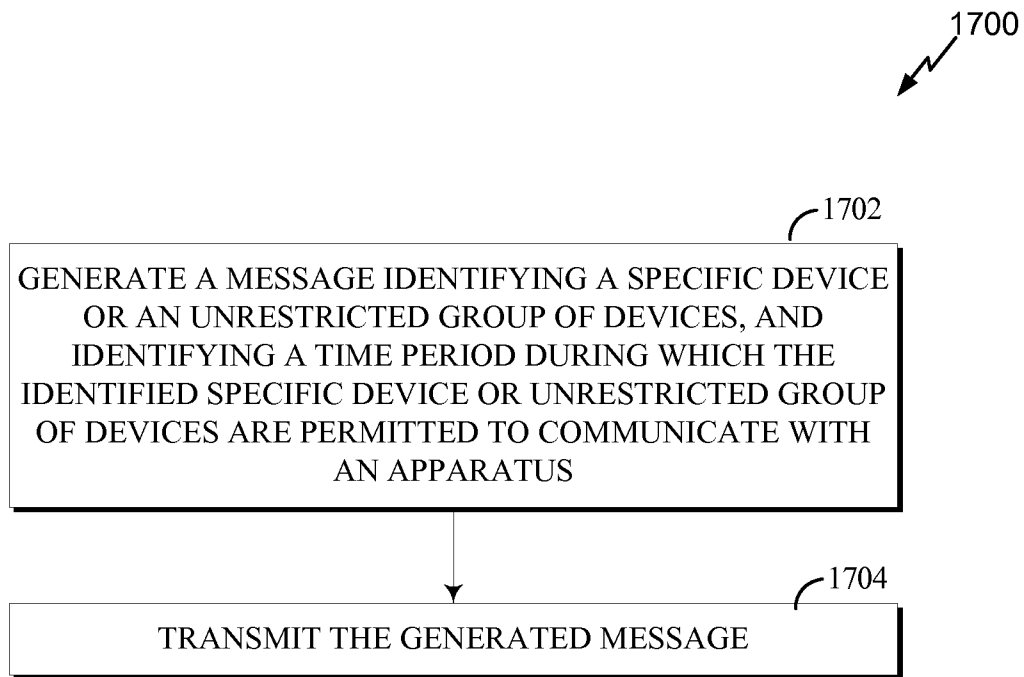 1700
1702
GENERATE A MESSAGE IDENTIFYING A SPECIFIC DEVICE
OR AN UNRESTRICTED GROUP OF DEVICES, AND
IDENTIFYING A TIME PERIOD DURING WHICH THE
IDENTIFIED SPECIFIC DEVICE OR UNRESTRICTED GROUP
OF DEVICES ARE PERMITTED TO COMMUNICATE WITH
AN APPARATUS
1704
TRANSMIT THE GENERATED MESSAGE